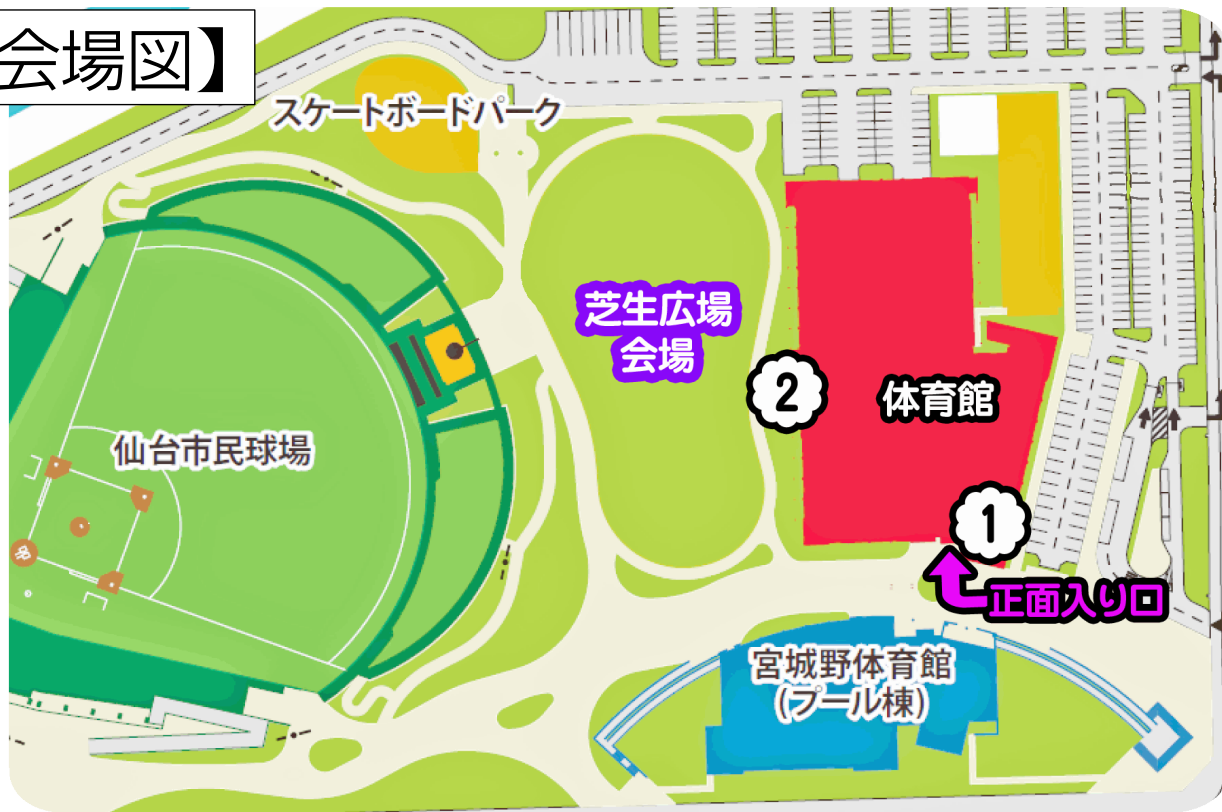 会場図】
スケートボードパーク
芝生広場
会場
2
体育館
仙台市民球場
1
正面入り口
宮城野体育館
(プール棟)